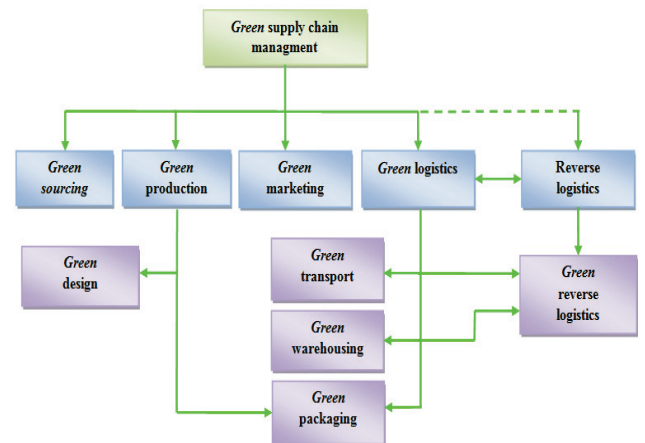 Green supply chain
managment
Green
sourcing
Green
production
Green
marketing
Green logistics
Reverse
logistics
Green
design
Green
transport
Green
reverse
logistics
Green
warehousing
Green
packaging